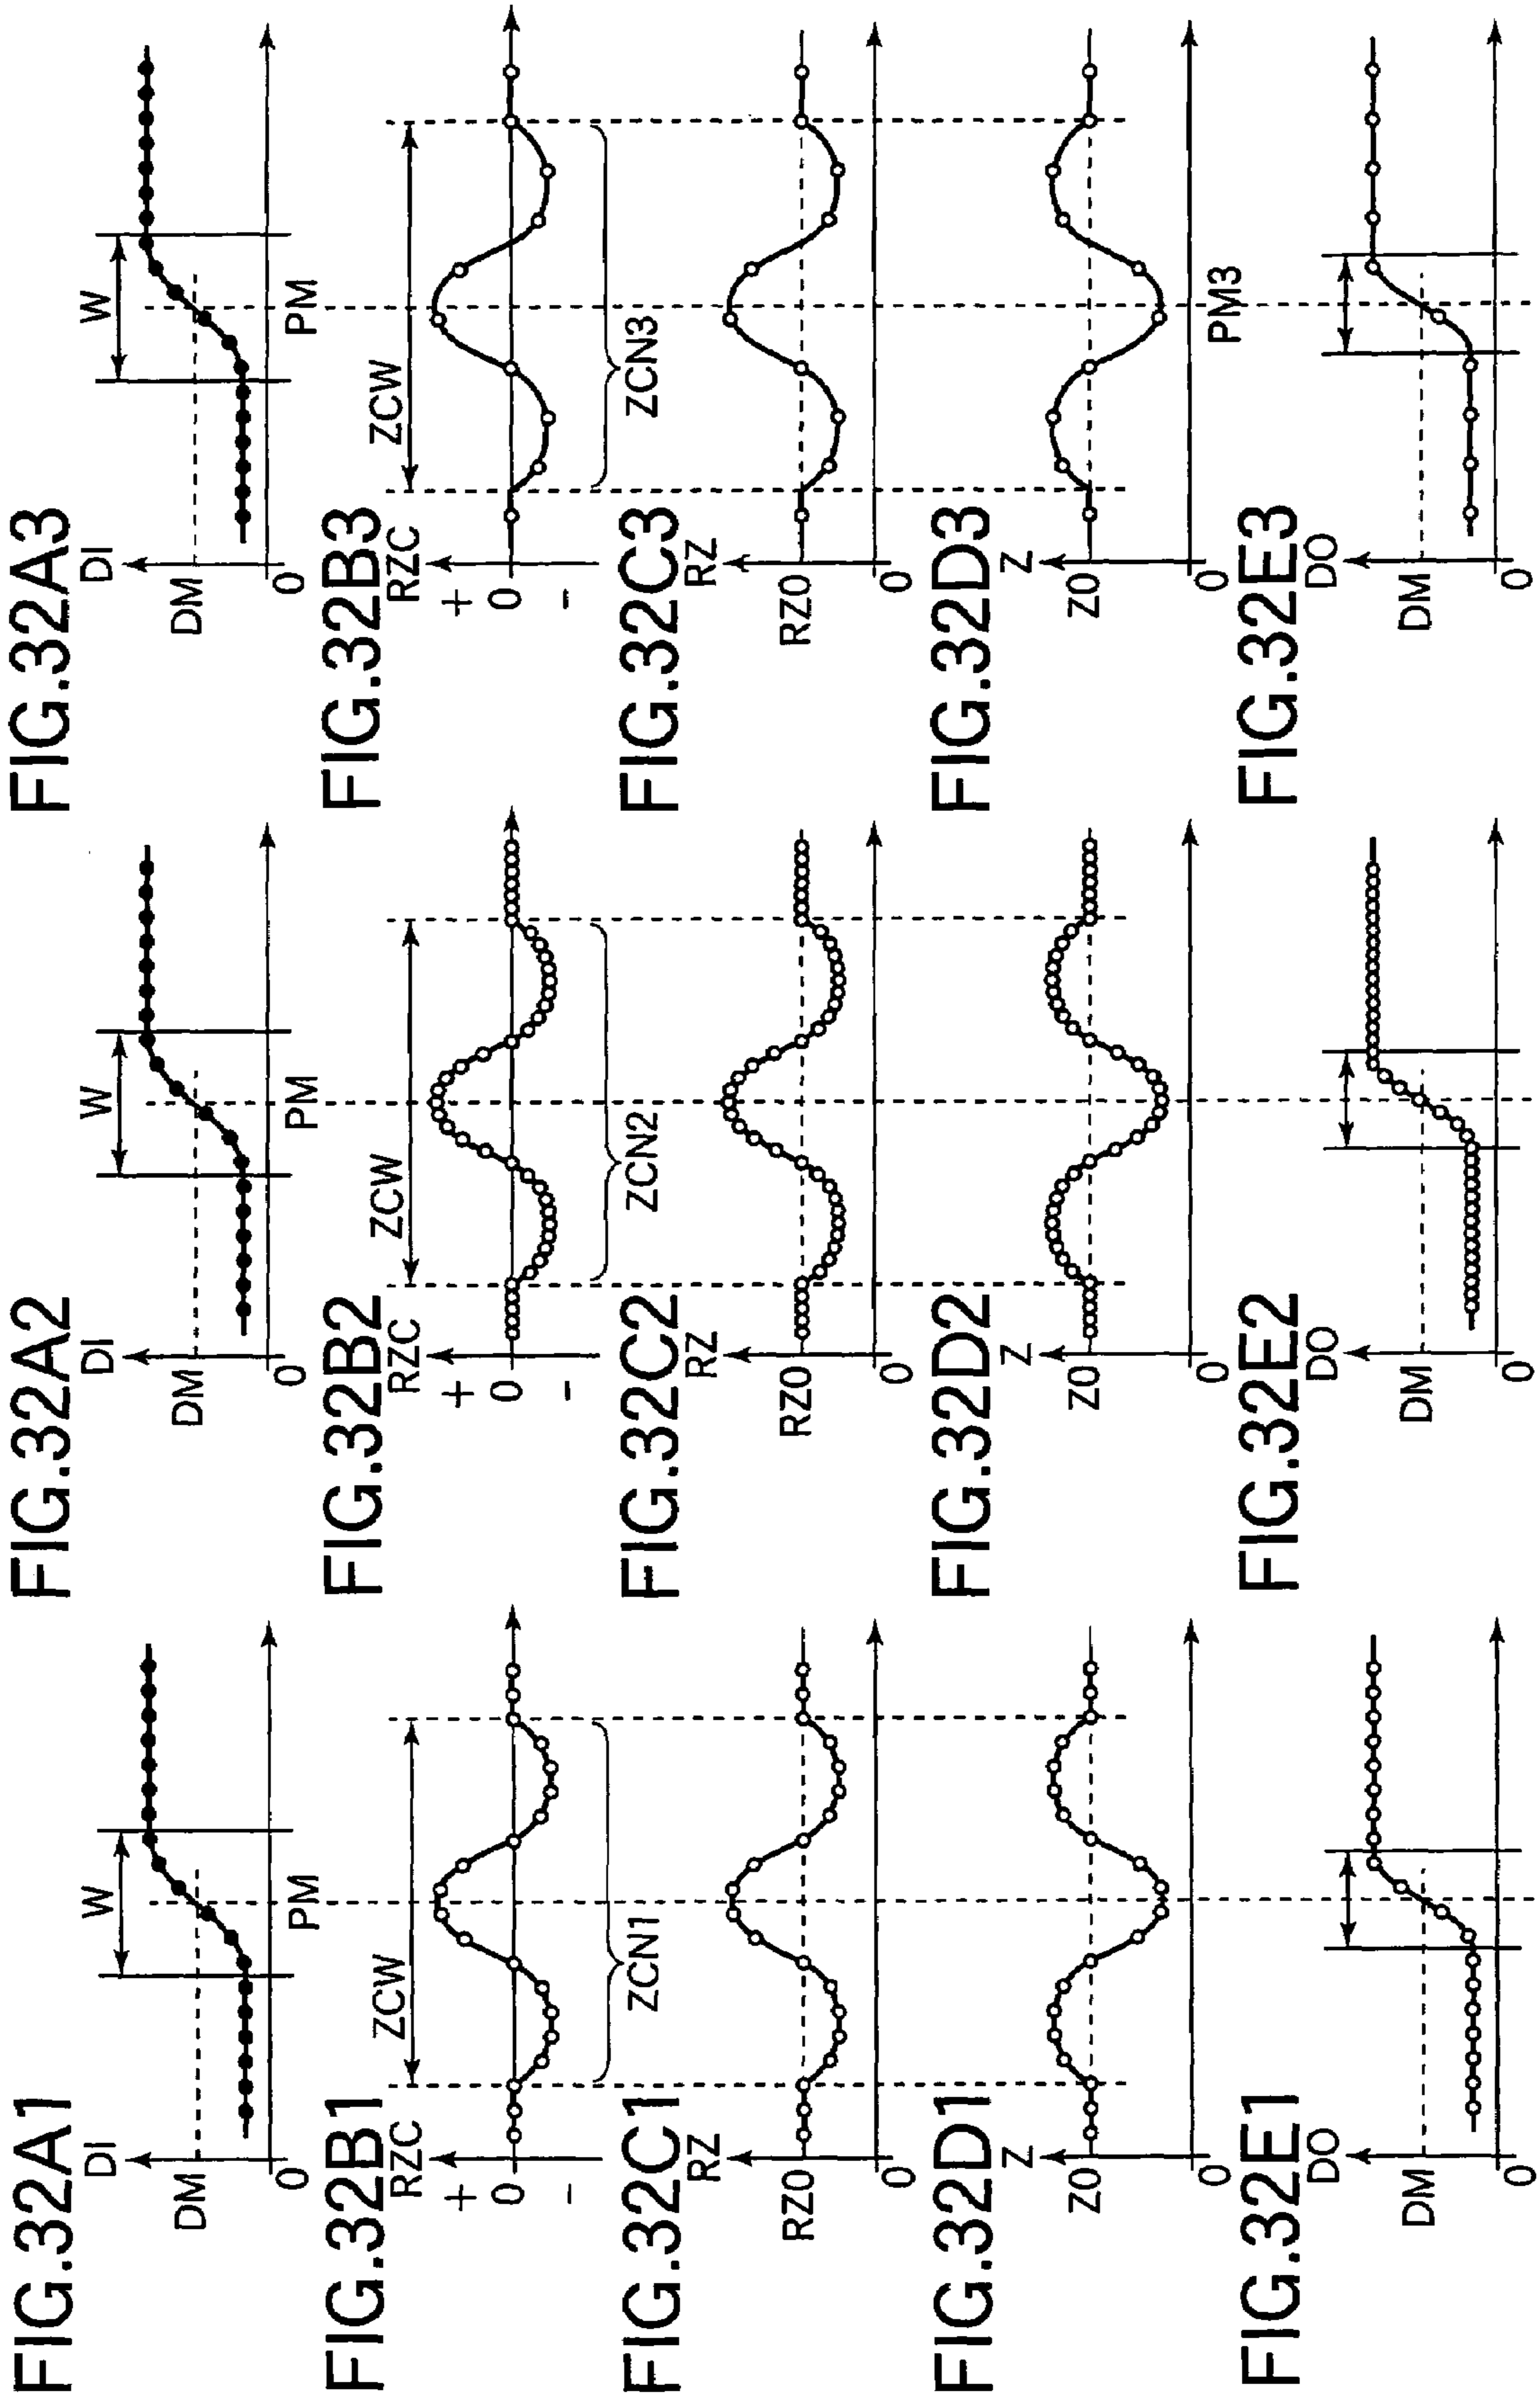 FIG.32A1
DI
DM
0
W
PM
FIG.32B1
RZC
+
0
-
ZCW
ZCN1
FIG.32C1
RZ
RZ0
0
FIG.32D1
Z
Z0
0
FIG.32E1
DO
DM
0
FIG.32A2
DI
DM
0
W
PM
FIG.32B2
RZC
+
0
-
ZCW
ZCN2
FIG.32C2
RZ
RZ0
0
FIG.32D2
Z
Z0
0
FIG.32E2
DO
DM
0
FIG.32A3
DI
DM
0
W
PM
FIG.32B3
RZC
+
0
-
ZCW
ZCN3
FIG.32C3
RZ
RZ0
0
FIG.32D3
Z
Z0
0
PM3
FIG.32E3
DO
DM
0